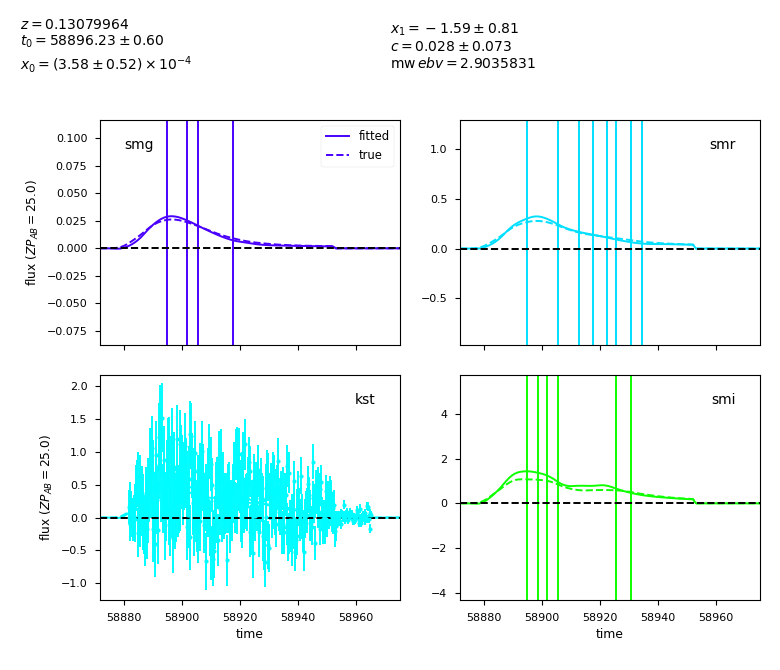 z = 0.13079964
t₀ = 58896.23 ± 0.60
x₀ = (3.58 ± 0.52) × 10⁻⁴
x₁ = −1.59 ± 0.81
c = 0.028 ± 0.073
mw ebv = 2.9035831
smg
fitted
true
0.100
0.075
0.050
0.025
0.000
−0.025
−0.050
−0.075
flux (ZP_AB = 25.0)
smr
1.0
0.5
0.0
−0.5
kst
2.0
1.5
1.0
0.5
0.0
−0.5
−1.0
flux (ZP_AB = 25.0)
58880 58900 58920 58940 58960
time
smi
4
2
0
−2
−4
58880 58900 58920 58940 58960
time